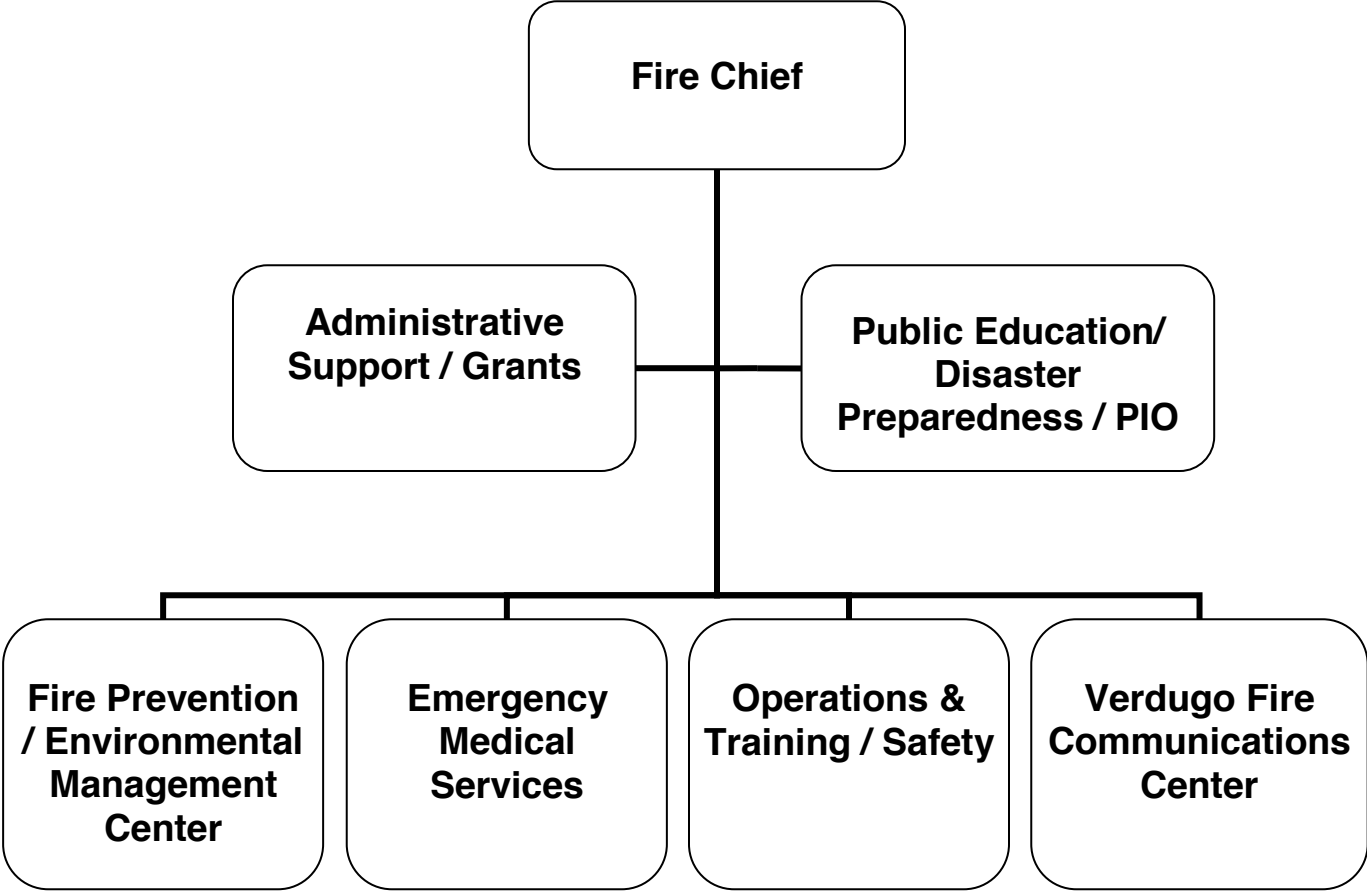 Fire Chief
Administrative
Support / Grants
Public Education/
Disaster
Preparedness / PIO
Fire Prevention
/ Environmental
Management
Center
Emergency
Medical
Services
Operations &
Training / Safety
Verdugo Fire
Communications
Center